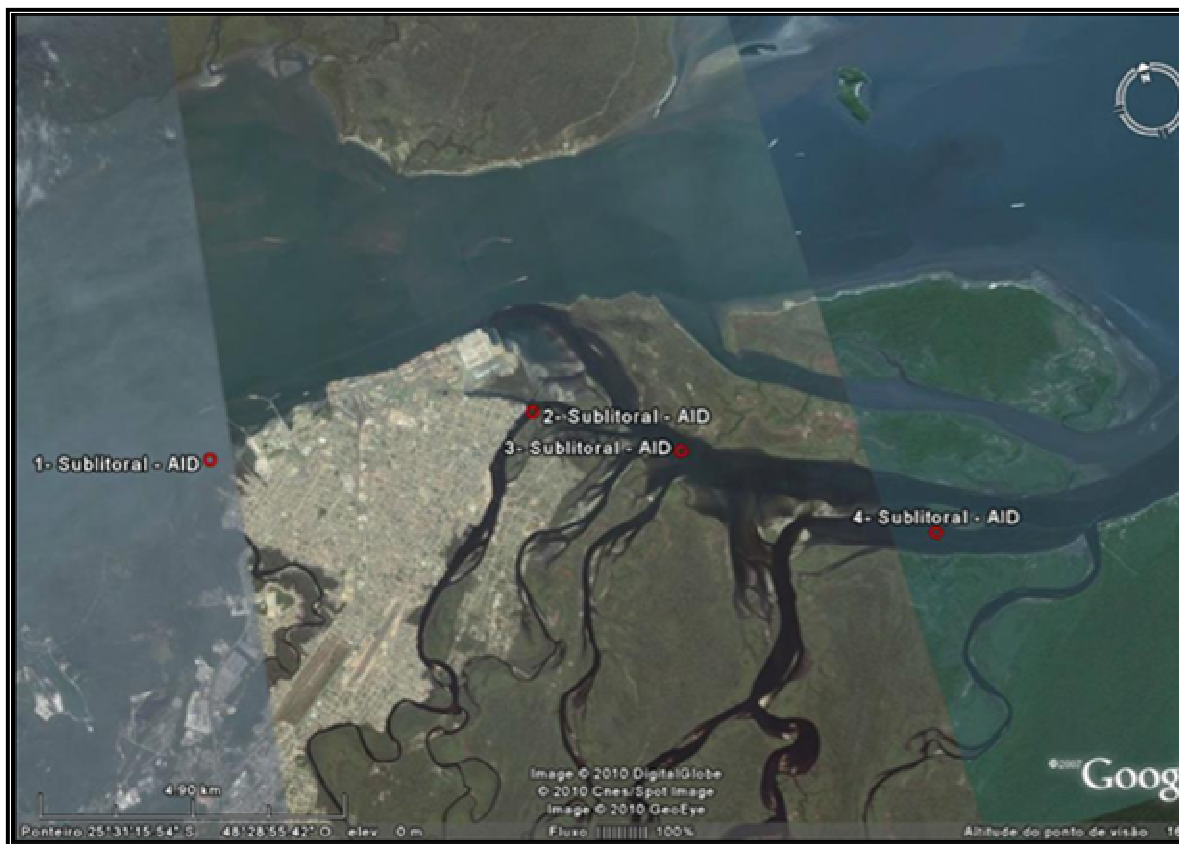 2- Sublitoral - AID
3- Sublitoral - AID
1- Sublitoral - AID
4- Sublitoral - AID
Image © 2010 DigitalGlobe
© 2010 Cnes/Spot Image
Image © 2010 GeoEye
©2007 Goog
4.90 km
Ponteiro 25°31'15.54" S 48°28'55.42" O elev 0 m Fluxo 100% Altitude do ponto de visão 16